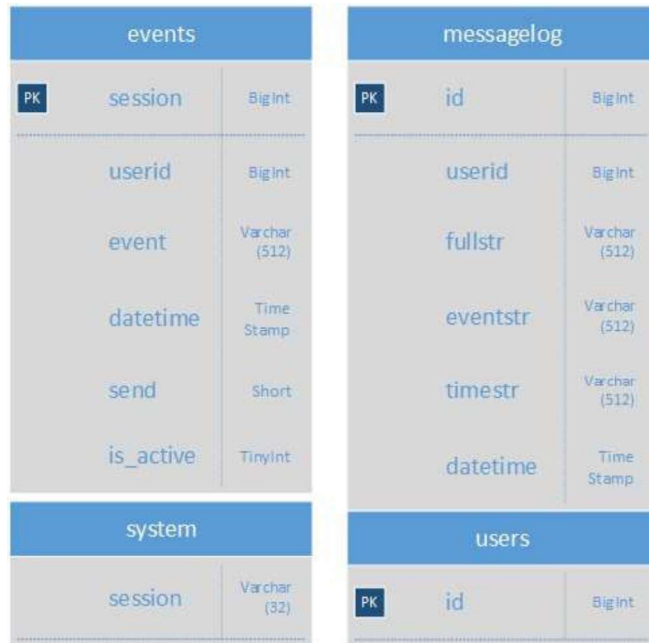 events
PK session BigInt
userid BigInt
event Varchar
(512)
datetime Time
Stamp
send Short
is_active TinyInt
system
session Varchar
(32)
messagelog
PK id BigInt
userid BigInt
fullstr Varchar
(512)
eventstr Varchar
(512)
timestr Varchar
(512)
datetime Time
Stamp
users
PK id BigInt